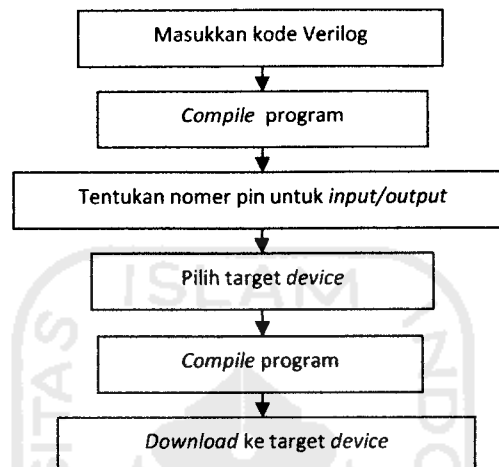 Masukkan kode Verilog
Compile program
Tentukan nomer pin untuk input/output
Pilih target device
ISLAM
Compile program
Download ke target device